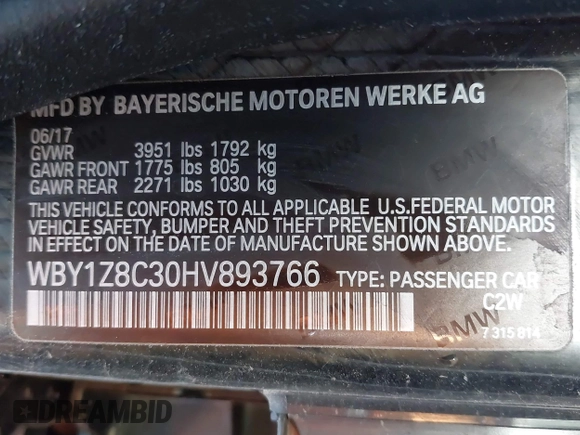 MFD BY BAYERISCHE MOTOREN WERKE AG
06/17
GVWR 3951 lbs 1792 kg
GAWR FRONT 1775 lbs 805 kg
GAWR REAR 2271 lbs 1030 kg
THIS VEHICLE CONFORMS TO ALL APPLICABLE U.S.FEDERAL MOTOR
VEHICLE SAFETY, BUMPER AND THEFT PREVENTION STANDARDS
IN EFFECT ON THE DATE OF MANUFACTURE SHOWN ABOVE.
WBY1Z8C30HV893766 TYPE: PASSENGER CAR
C2W
7 315 814
BMW
BMW
BMW
DREAMBID